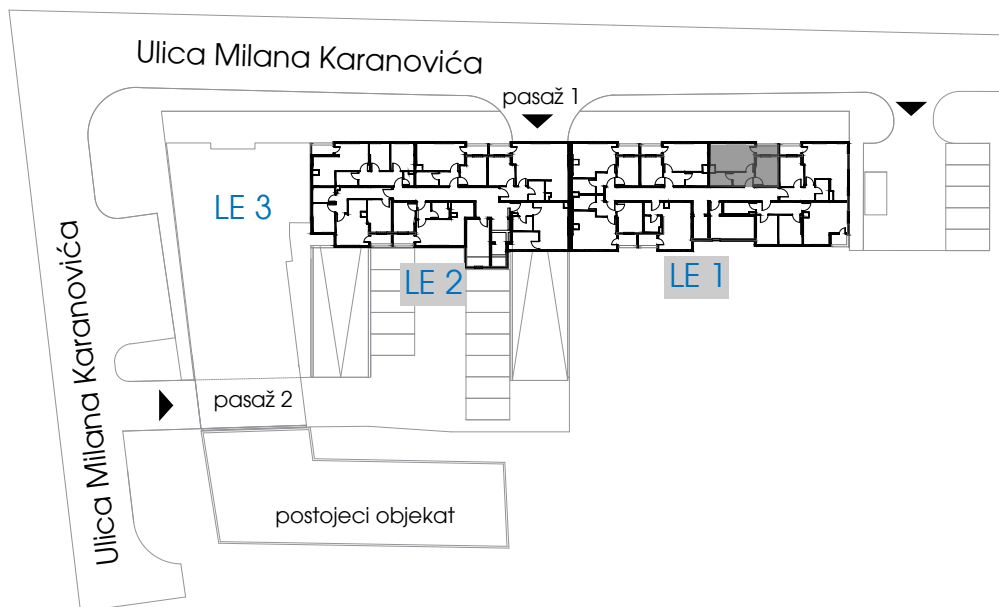 Ulica Milana Karanovića
pasaž 1
LE 3
LE 2
LE 1
Ulica Milana Karanovića
pasaž 2
postojeci objekat